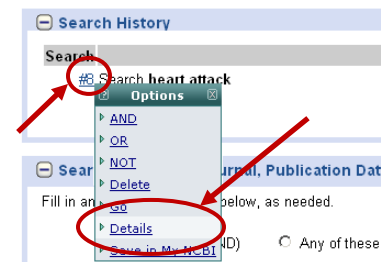 Search History
Search
#8 Search heart attack
Options
AND
OR
NOT
Delete
Go
Details
Save in My NCBI
Sear rnal, Publication Dat
Fill in an below, as needed.
ND) Any of these